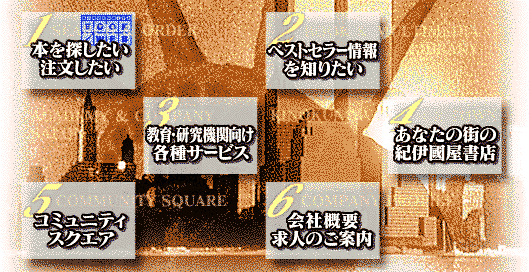 1
本を探したい
注文したい
2
ベストセラー情報
を知りたい
3
教育・研究機関向け
各種サービス
4
あなたの街の
紀伊國屋書店
5
COMMUNITY SQUARE
コミュニティ
スクエア
6
COMPANY
会社概要
求人のご案内